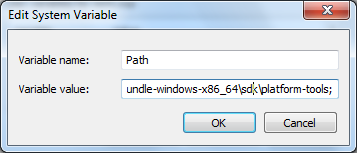 Edit System Variable
Variable name: Path
Variable value: undle-windows-x86_64\sdk\platform-tools;
OK Cancel